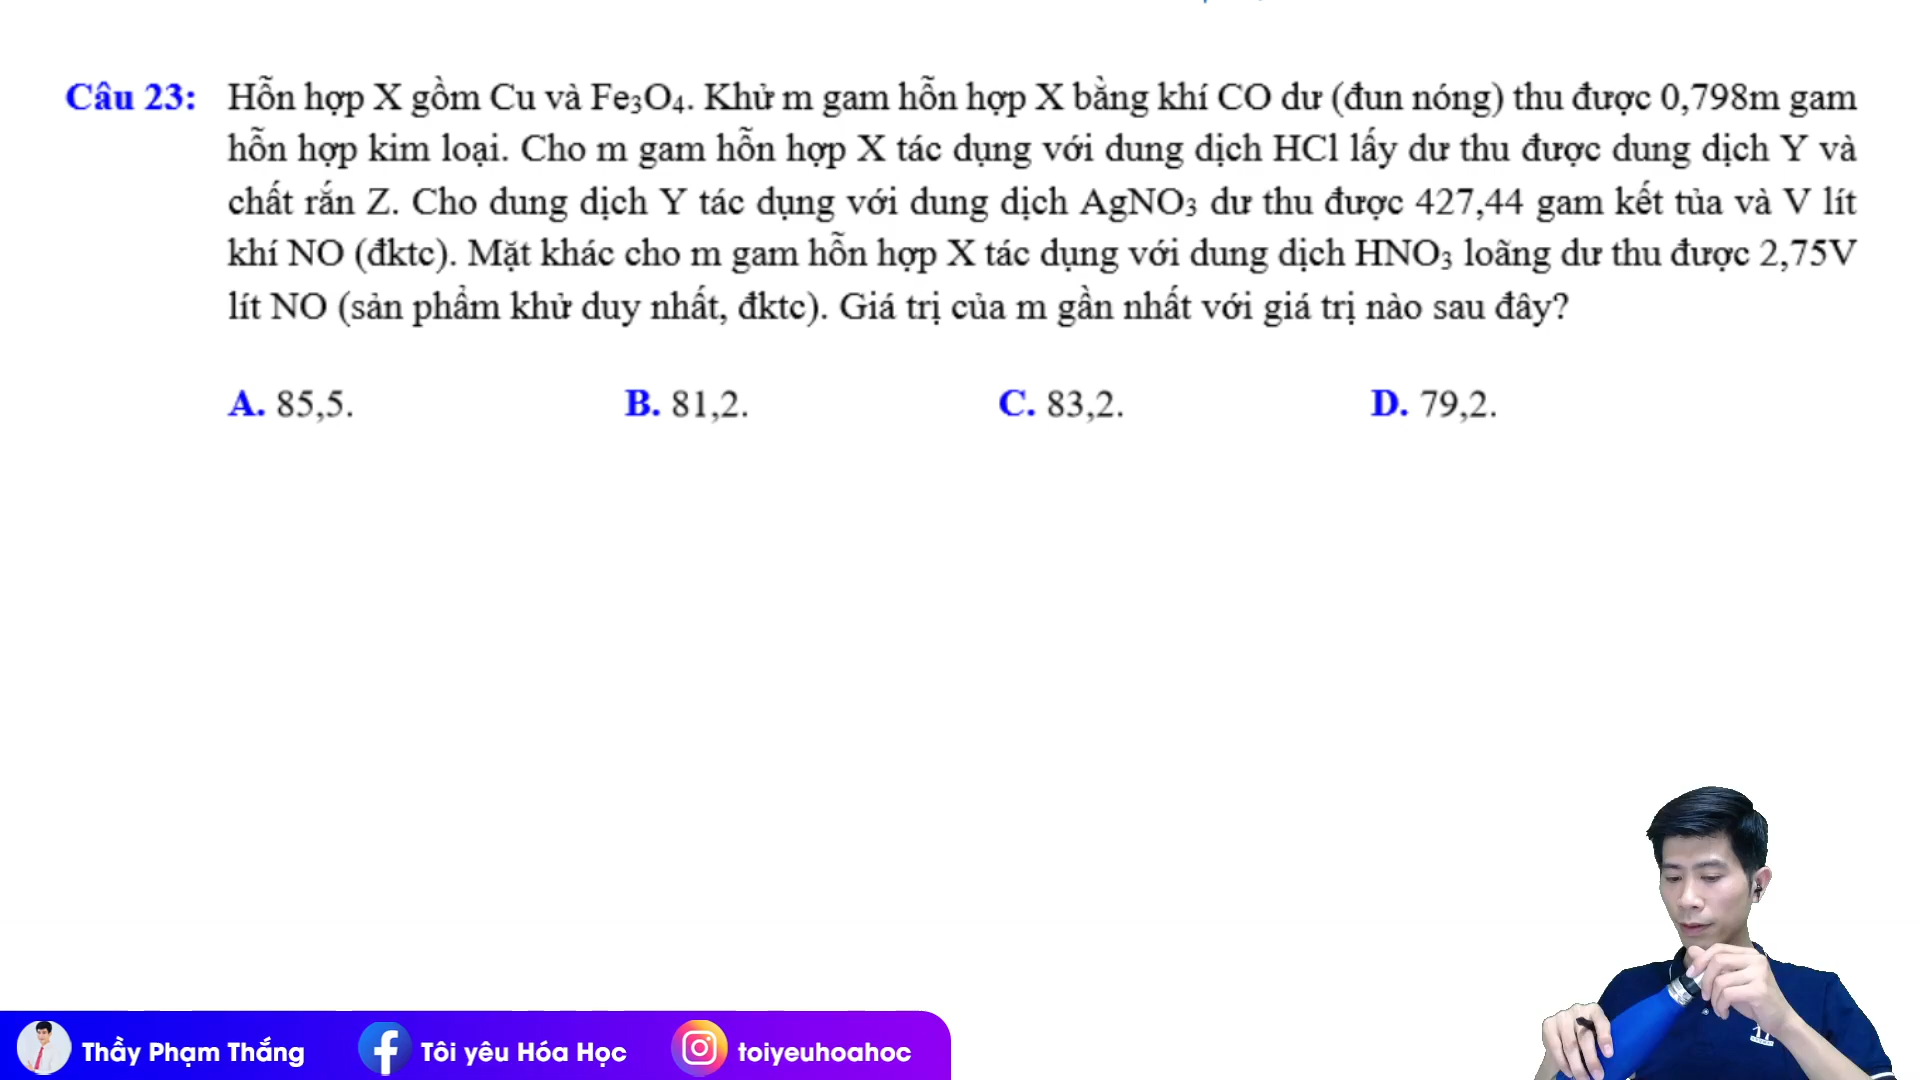 Câu 23: Hỗn hợp X gồm Cu và Fe₃O₄. Khử m gam hỗn hợp X bằng khí CO dư (đun nóng) thu được 0,798m gam
hỗn hợp kim loại. Cho m gam hỗn hợp X tác dụng với dung dịch HCl lấy dư thu được dung dịch Y và
chất rắn Z. Cho dung dịch Y tác dụng với dung dịch AgNO₃ dư thu được 427,44 gam kết tủa và V lít
khí NO (đktc). Mặt khác cho m gam hỗn hợp X tác dụng với dung dịch HNO₃ loãng dư thu được 2,75V
lít NO (sản phẩm khử duy nhất, đktc). Giá trị của m gần nhất với giá trị nào sau đây?
A. 85,5. B. 81,2. C. 83,2. D. 79,2.
Thầy Phạm Thắng Tôi yêu Hóa Học toiyeuhoahoc